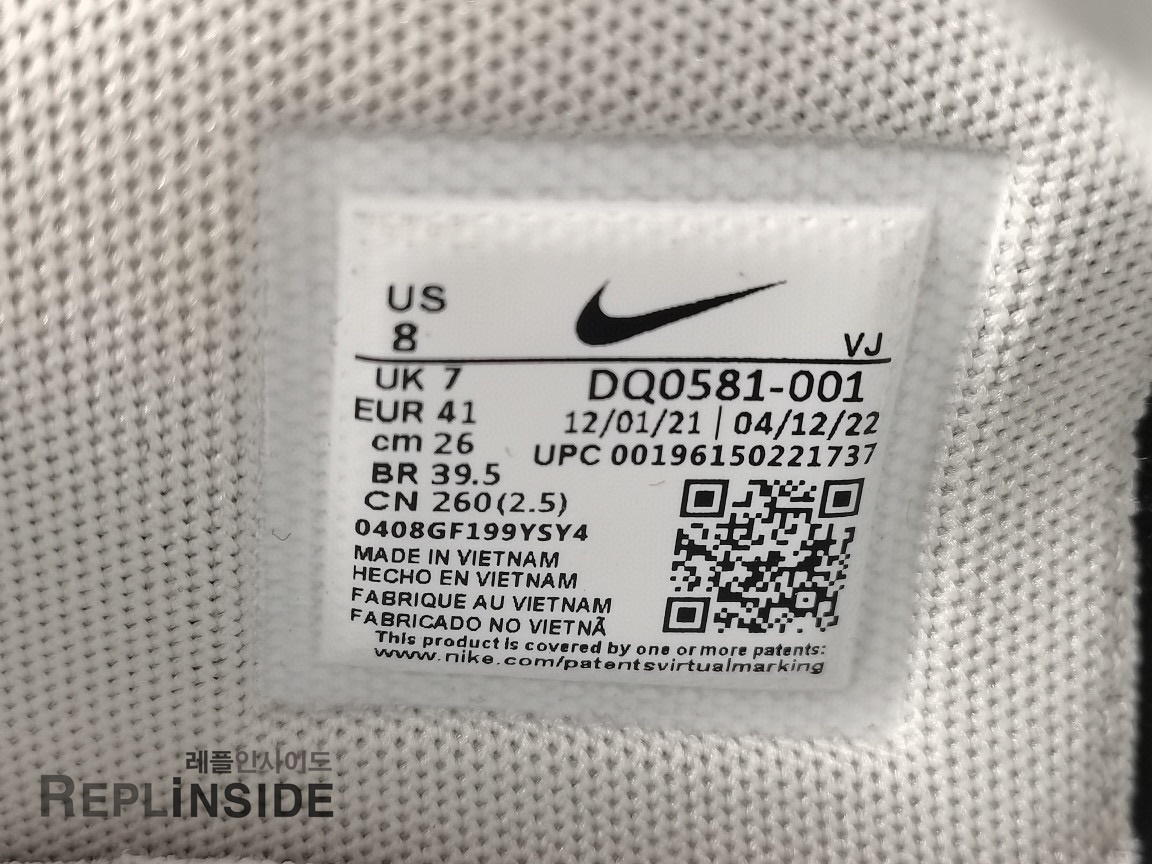 US
8
VJ
UK 7
DQ0581-001
EUR 41
12/01/21 | 04/12/22
cm 26
UPC 00196150221737
BR 39.5
CN 260(2.5)
0408GF199YSY4
MADE IN VIETNAM
HECHO EN VIETNAM
FABRIQUE AU VIETNAM
FABRICADO NO VIETNÃ
This product is covered by one or more patents:
www.nike.com/patentsvirtualmarking
레플인사이드
REPLiNSIDE